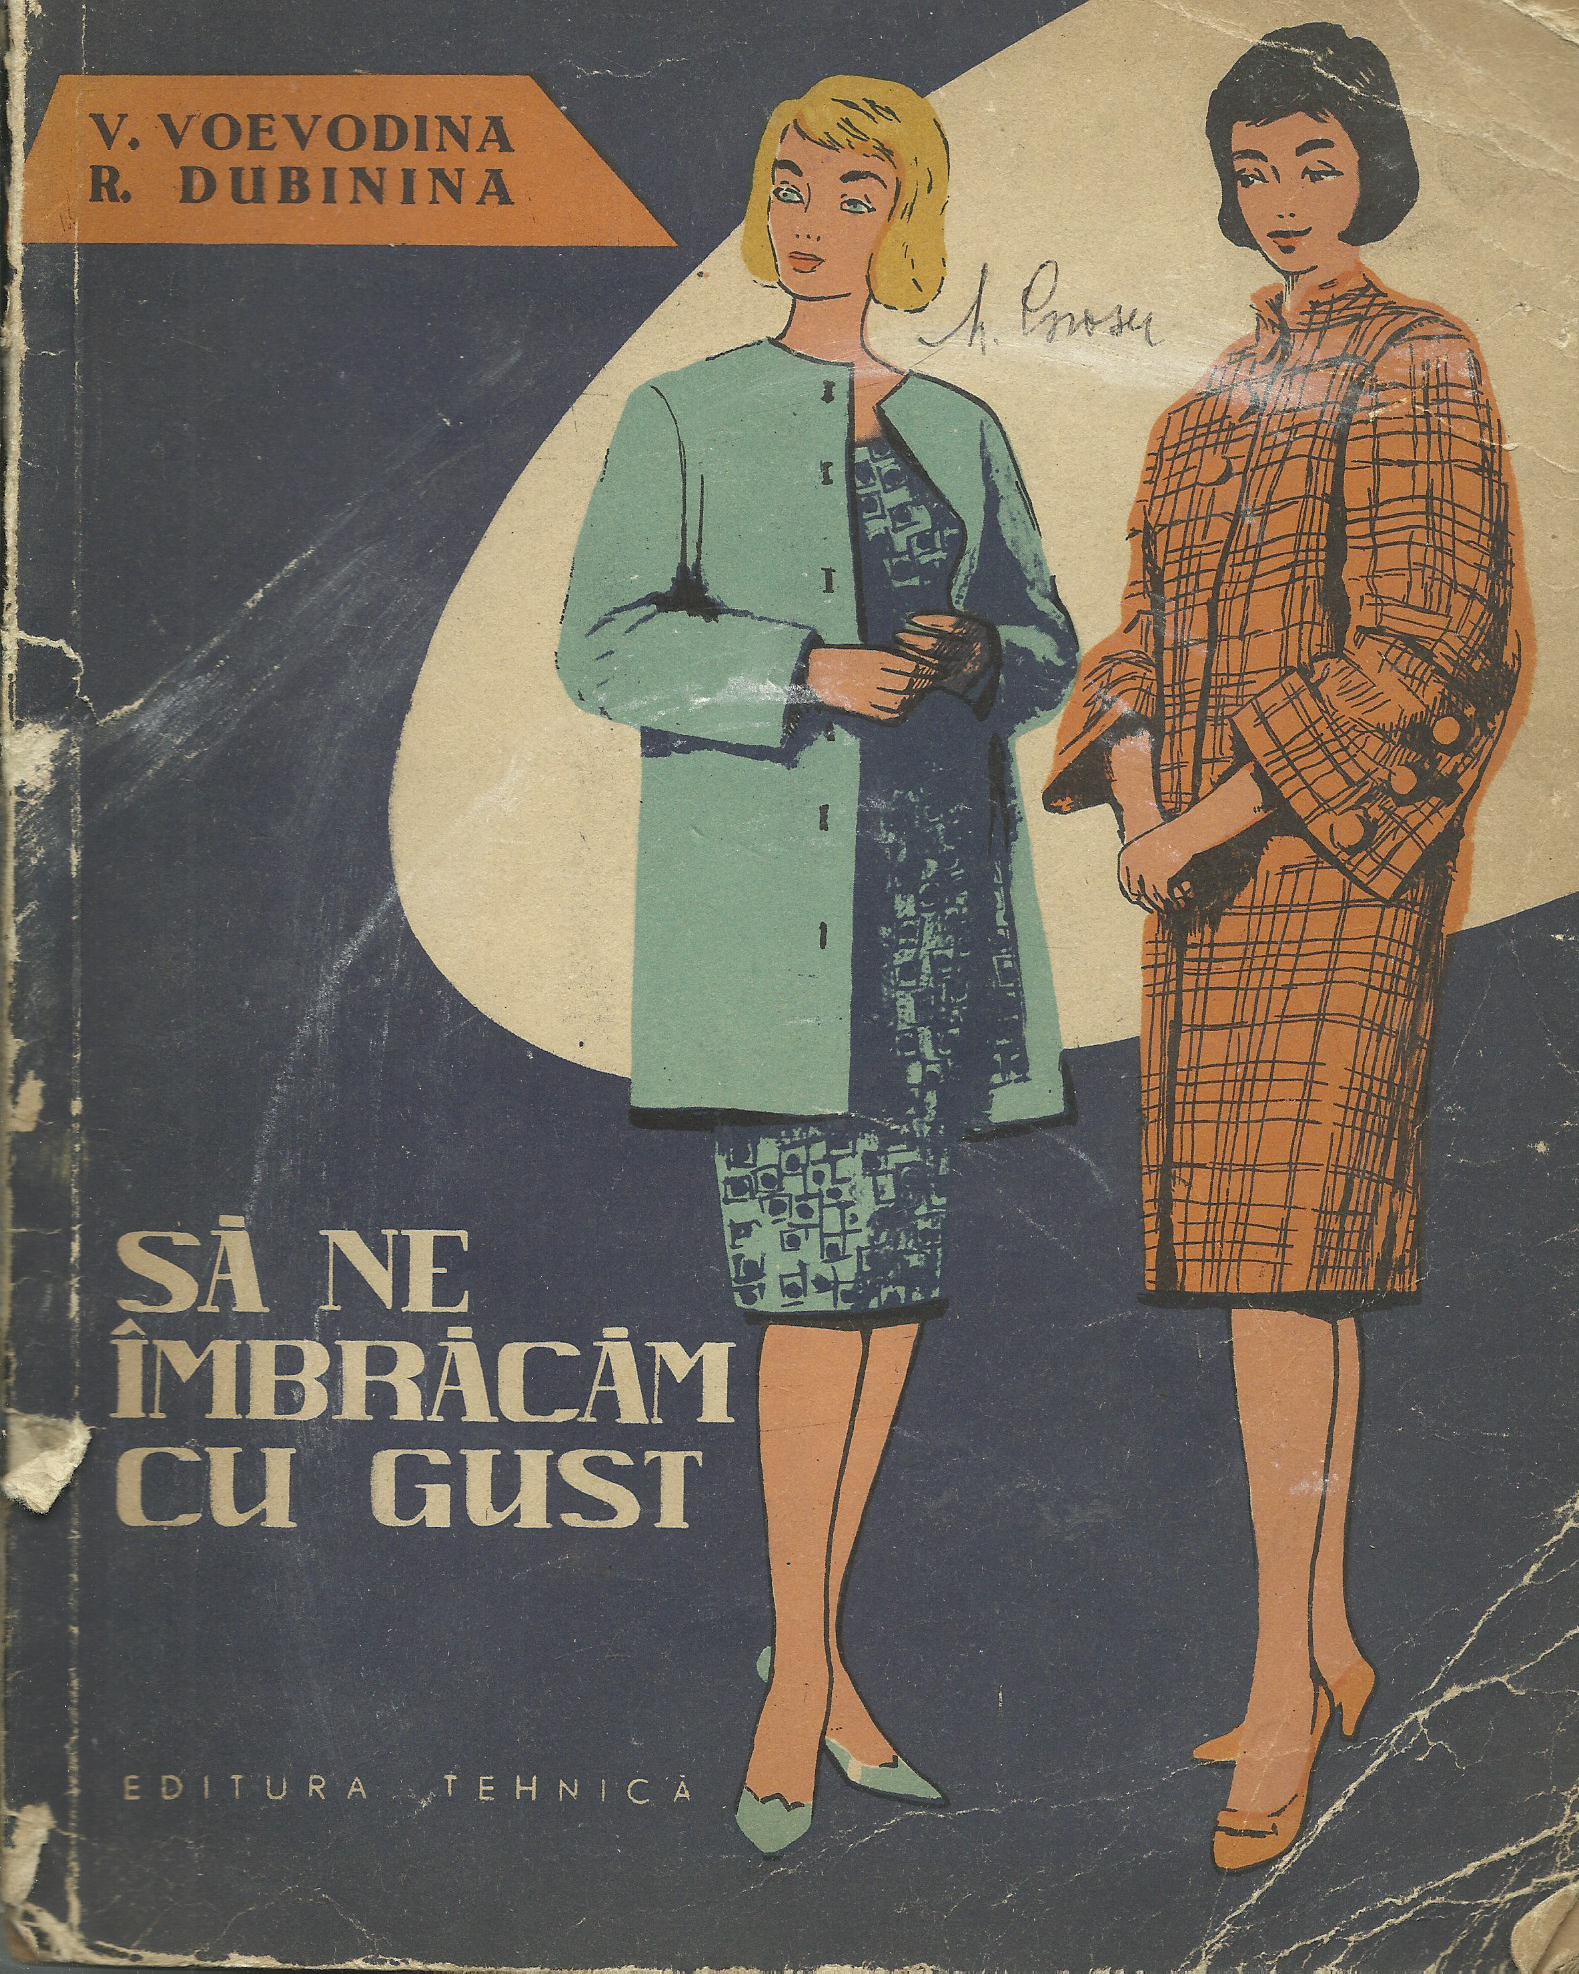 V. VOEVODINA
R. DUBININA
SĂ NE
ÎMBRĂCĂM
CU GUST
EDITURA TEHNICĂ